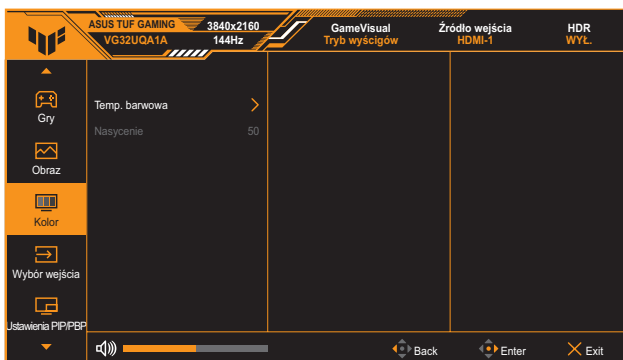 ASUS TUF GAMING 3840x2160 GameVisual Źródło wejścia HDR
VG32UQA1A 144Hz Tryb wyścigów HDMI-1 WYŁ.
Gry
Temp. barwowa
Nasycenie 50
Obraz
Kolor
Wybór wejścia
Ustawienia PIP/PBP
Back Enter Exit